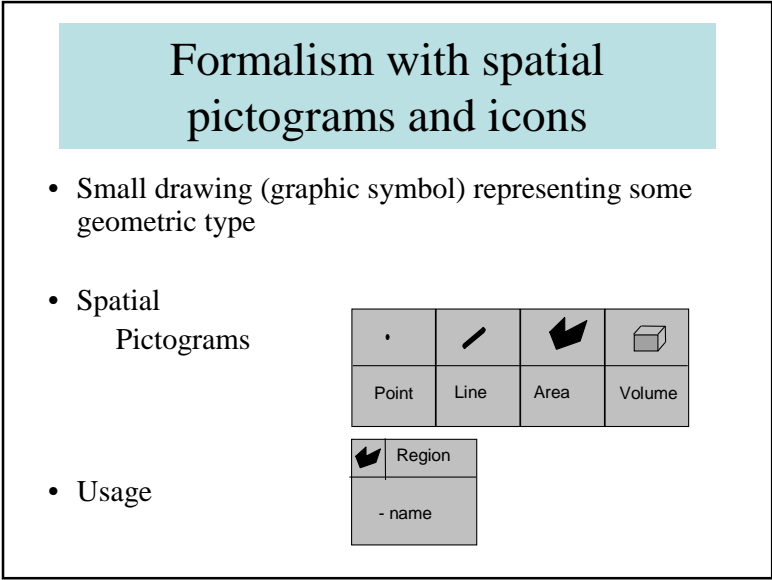 Formalism with spatial
pictograms and icons
• Small drawing (graphic symbol) representing some
geometric type
• Spatial
Pictograms
Point Line Area Volume
Region
• Usage
- name